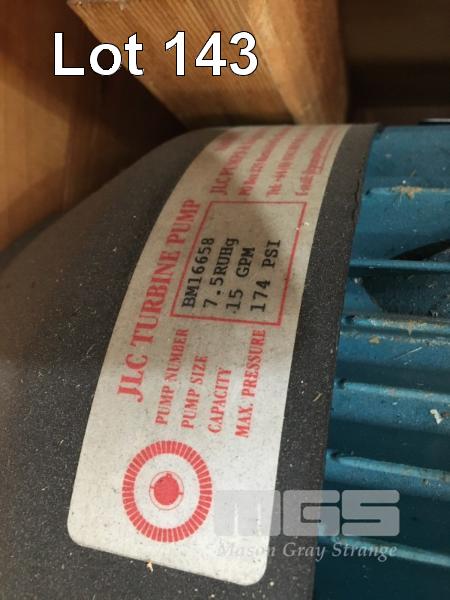 Lot 143
JLC TURBINE PUMP
PUMP NUMBER BM16658
PUMP SIZE 7.5RUHg
CAPACITY 15 GPM
MAX. PRESSURE 174 PSI
MGS
Mason Gray Strange